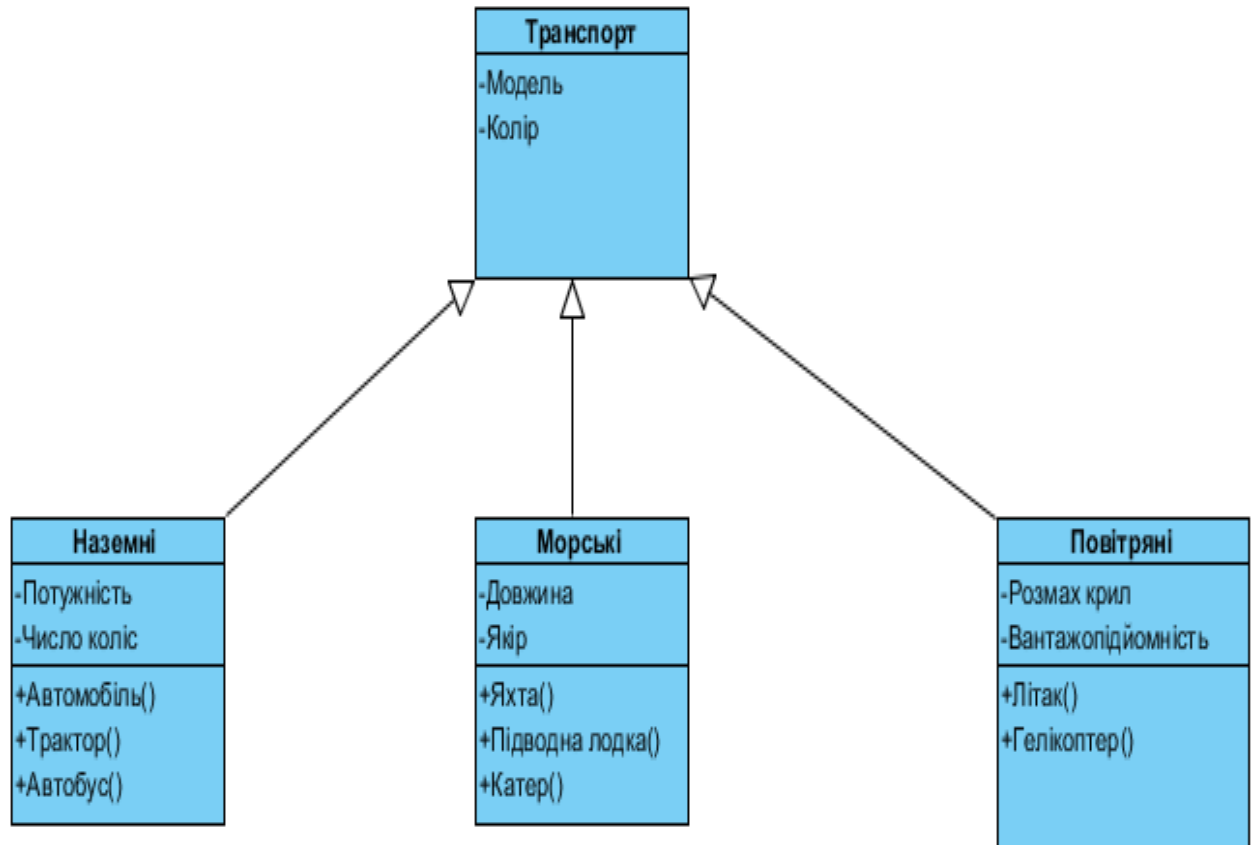 Транспорт
-Модель
-Колір
Наземні
-Потужність
-Число коліс
+Автомобіль()
+Трактор()
+Автобус()
Морські
-Довжина
-Якір
+Яхта()
+Підводна лодка()
+Катер()
Повітряні
-Розмах крил
-Вантажопідйомність
+Літак()
+Гелікоптер()